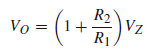 V_O = (1 + R_2/R_1) V_Z